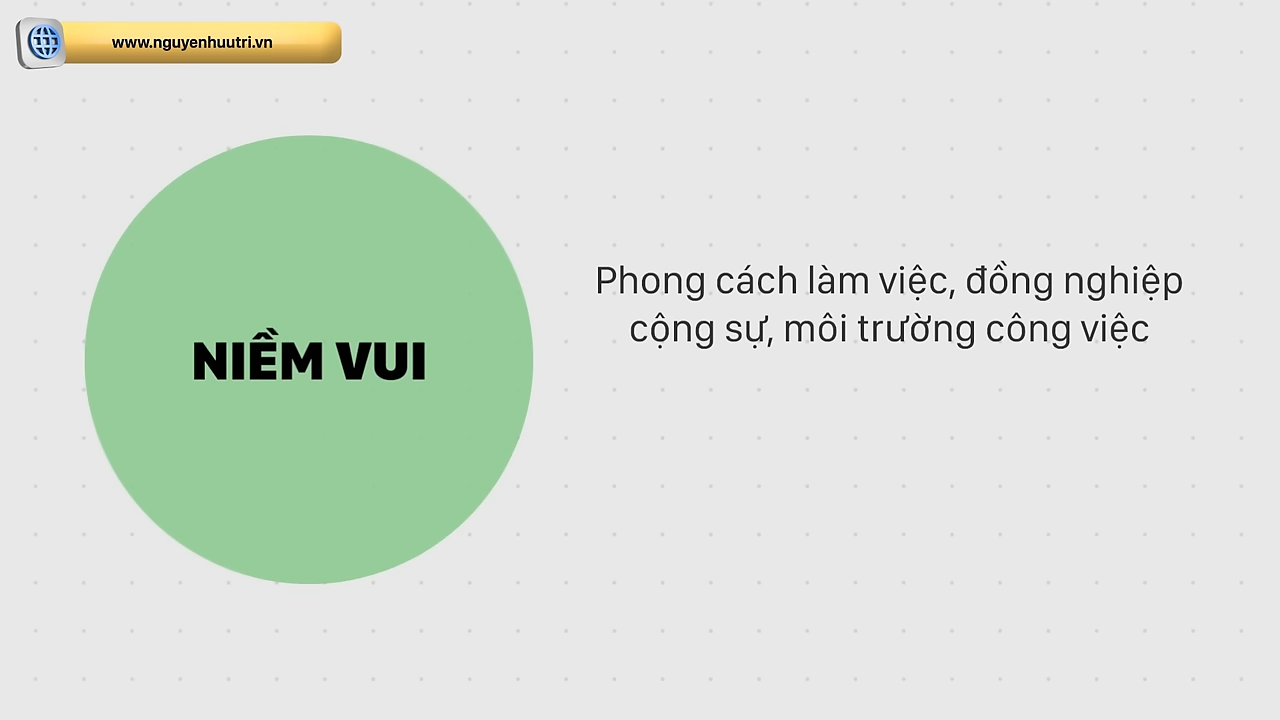 www.nguyenhuutri.vn
NIỀM VUI
Phong cách làm việc, đồng nghiệp
cộng sự, môi trường công việc